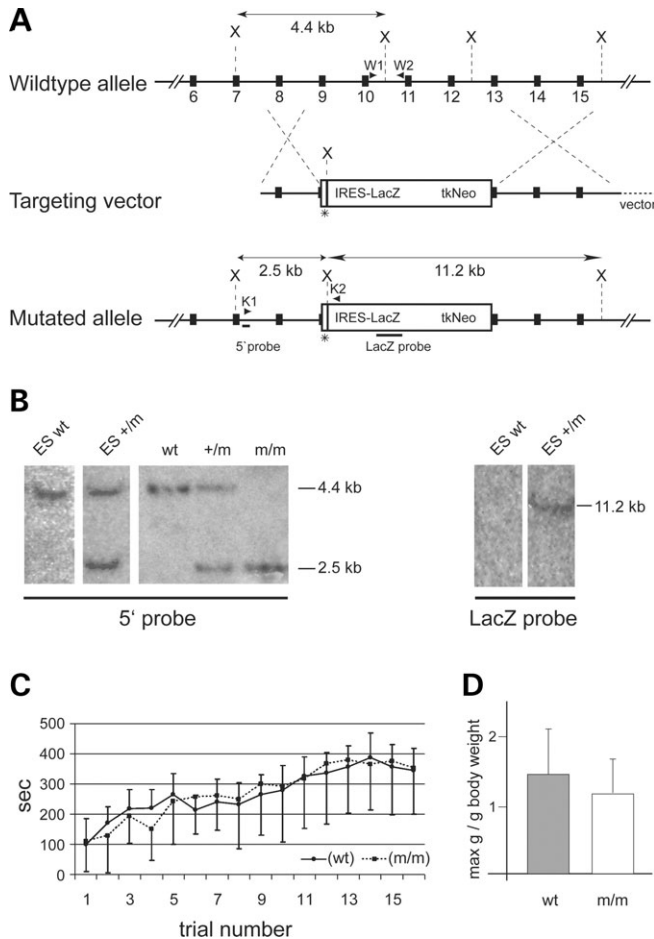 A
4.4 kb
X X X X
W1 W2
Wildtype allele
6 7 8 9 10 11 12 13 14 15
X
Targeting vector
IRES-LacZ tkNeo
vector
*
2.5 kb 11.2 kb
X X X
K1 K2
Mutated allele
IRES-LacZ tkNeo
*
5`probe LacZ probe
B
ES wt ES +/m wt +/m m/m
4.4 kb
2.5 kb
5‘ probe
ES wt ES +/m
11.2 kb
LacZ probe
C
500
400
300
200
100
0
sec
(wt) (m/m)
1 3 5 7 9 11 13 15
trial number
D
max g / g body weight
2
1
wt m/m